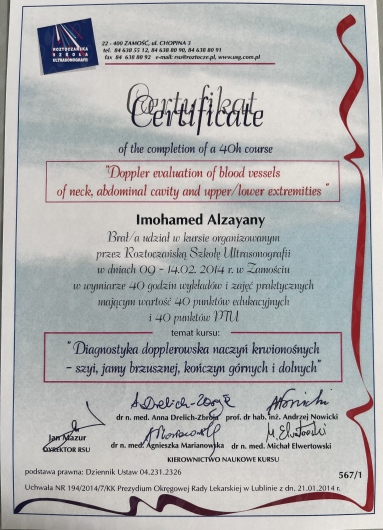 ROZTOCZAŃSKA
SZKOŁA
ULTRASONOGRAFII
22 - 400 ZAMOŚĆ, ul. CHOPINA 3
tel. 84 638 55 12, 84 638 80 90, 84 638 80 91
fax 84 638 80 92 e-mail: rsu@roztocze.pl, www.usg.com.pl
Certyfikat
Certificate
of the completion of a 40h course
"Doppler evaluation of blood vessels
of neck, abdominal cavity and upper/lower extremities "
Imohamed Alzayany
Brał/a udział w kursie organizowanym
przez Roztoczańską Szkołę Ultrasonografii
w dniach 09 - 14.02. 2014 r. w Zamościu
w wymiarze 40 godzin wykładów i zajęć praktycznych
mającym wartość 40 punktów edukacyjnych
i 40 punktów PTU
temat kursu:
" Diagnostyka dopplerowska naczyń krwionośnych
- szyi, jamy brzusznej, kończyn górnych i dolnych"
dr n. med. Anna Drelich-Zbroja prof. dr hab. inż. Andrzej Nowicki
Jan Mazur
DYREKTOR RSU
dr n. med. Agnieszka Marianowska dr n. med. Michał Elwertowski
KIEROWNICTWO NAUKOWE KURSU
podstawa prawna: Dziennik Ustaw 04.231.2326
567/1
Uchwała NR 194/2014/7/KK Prezydium Okręgowej Rady Lekarskiej w Lublinie z dn. 21.01.2014 r.